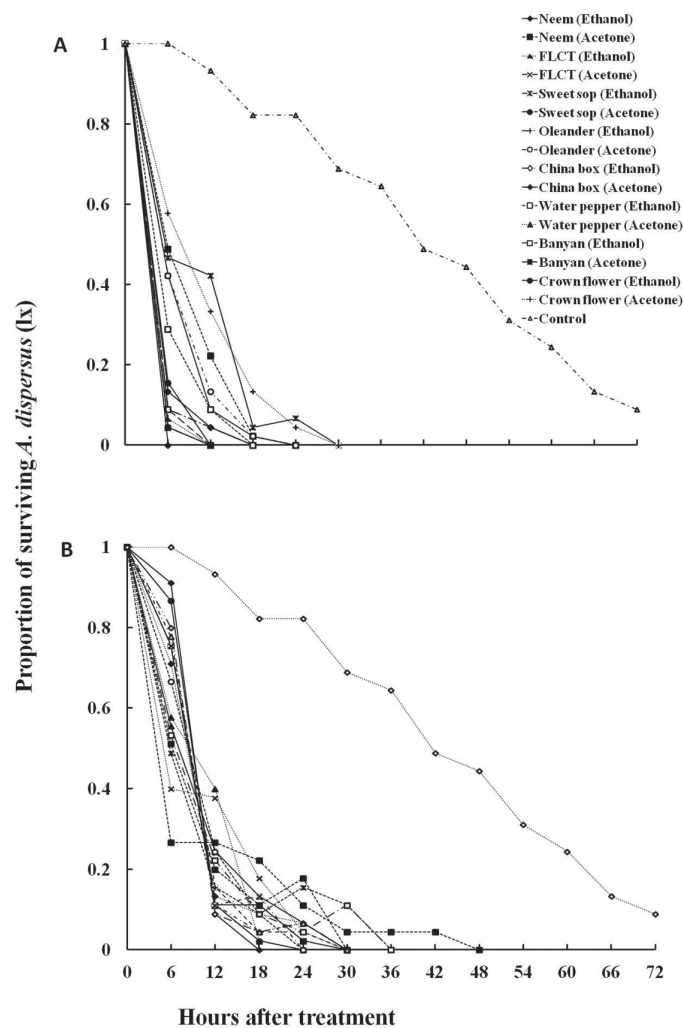 A
Neem (Ethanol)
Neem (Acetone)
FLCT (Ethanol)
FLCT (Acetone)
Sweet sop (Ethanol)
Sweet sop (Acetone)
Oleander (Ethanol)
Oleander (Acetone)
China box (Ethanol)
China box (Acetone)
Water pepper (Ethanol)
Water pepper (Acetone)
Banyan (Ethanol)
Banyan (Acetone)
Crown flower (Ethanol)
Crown flower (Acetone)
Control
1
0.8
0.6
0.4
0.2
0
Proportion of surviving A. dispersus (lx)
B
1
0.8
0.6
0.4
0.2
0
0 6 12 18 24 30 36 42 48 54 60 66 72
Hours after treatment